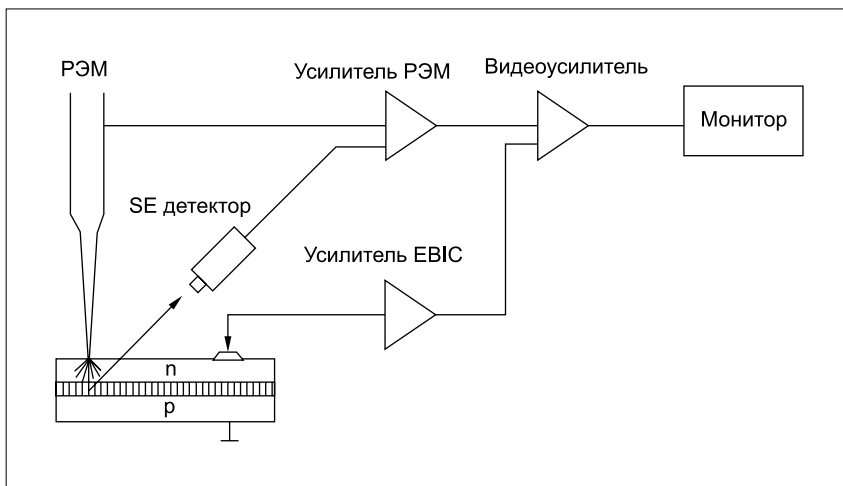 РЭМ
Усилитель РЭМ
Видеоусилитель
Монитор
SE детектор
Усилитель EBIC
n
p